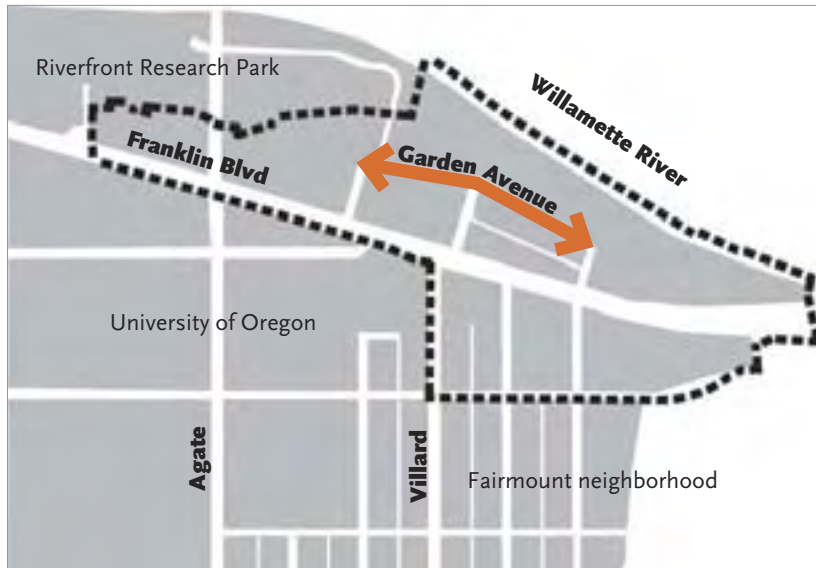 Riverfront Research Park
Willamette River
Franklin Blvd
Garden Avenue
University of Oregon
Agate
Villard
Fairmount neighborhood